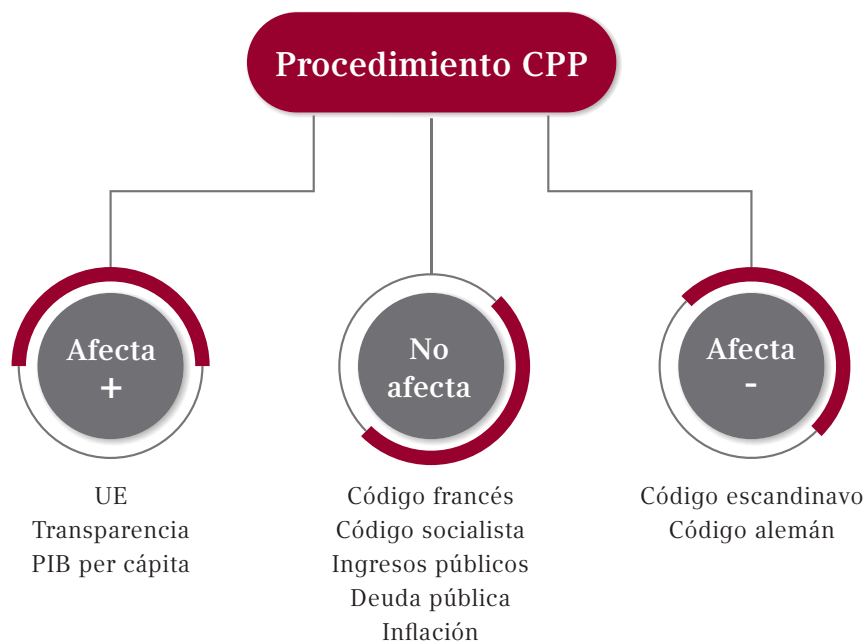 Procedimiento CPP
Afecta
+
UE
Transparencia
PIB per cápita
No
afecta
Código francés
Código socialista
Ingresos públicos
Deuda pública
Inflación
Afecta
-
Código escandinavo
Código alemán